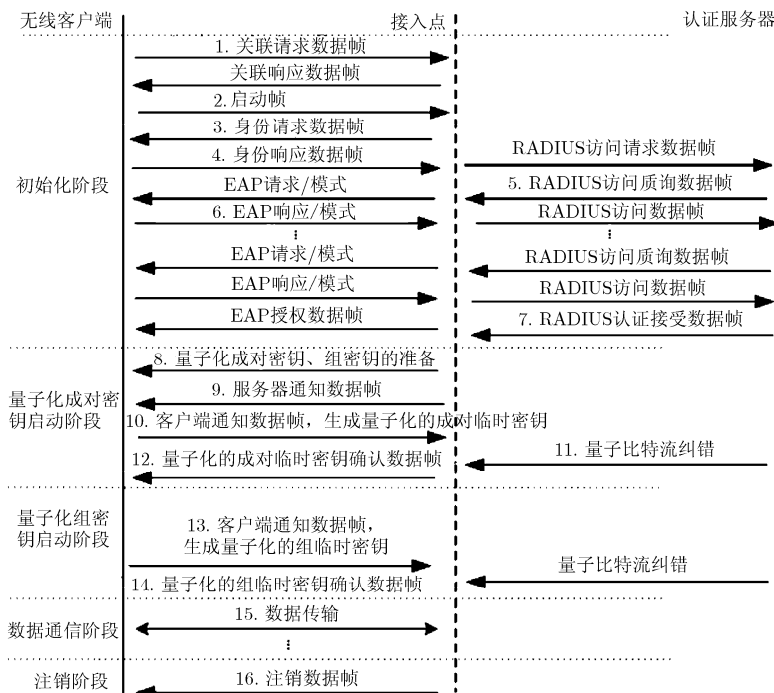 无线客户端
接入点
认证服务器
1. 关联请求数据帧
关联响应数据帧
2.启动帧
3. 身份请求数据帧
4. 身份响应数据帧
RADIUS访问请求数据帧
初始化阶段
EAP请求/模式
5. RADIUS访问质询数据帧
6. EAP响应/模式
RADIUS访问数据帧
EAP请求/模式
RADIUS访问质询数据帧
EAP响应/模式
RADIUS访问数据帧
EAP授权数据帧
7. RADIUS认证接受数据帧
8. 量子化成对密钥、组密钥的准备
量子化成对密
钥启动阶段
9. 服务器通知数据帧
10. 客户端通知数据帧，生成量子化的成对临时密钥
12. 量子化的成对临时密钥确认数据帧
11. 量子比特流纠错
量子化组密
钥启动阶段
13. 客户端通知数据帧，
生成量子化的组临时密钥
14. 量子化的组临时密钥确认数据帧
量子比特流纠错
数据通信阶段
15. 数据传输
注销阶段
16. 注销数据帧